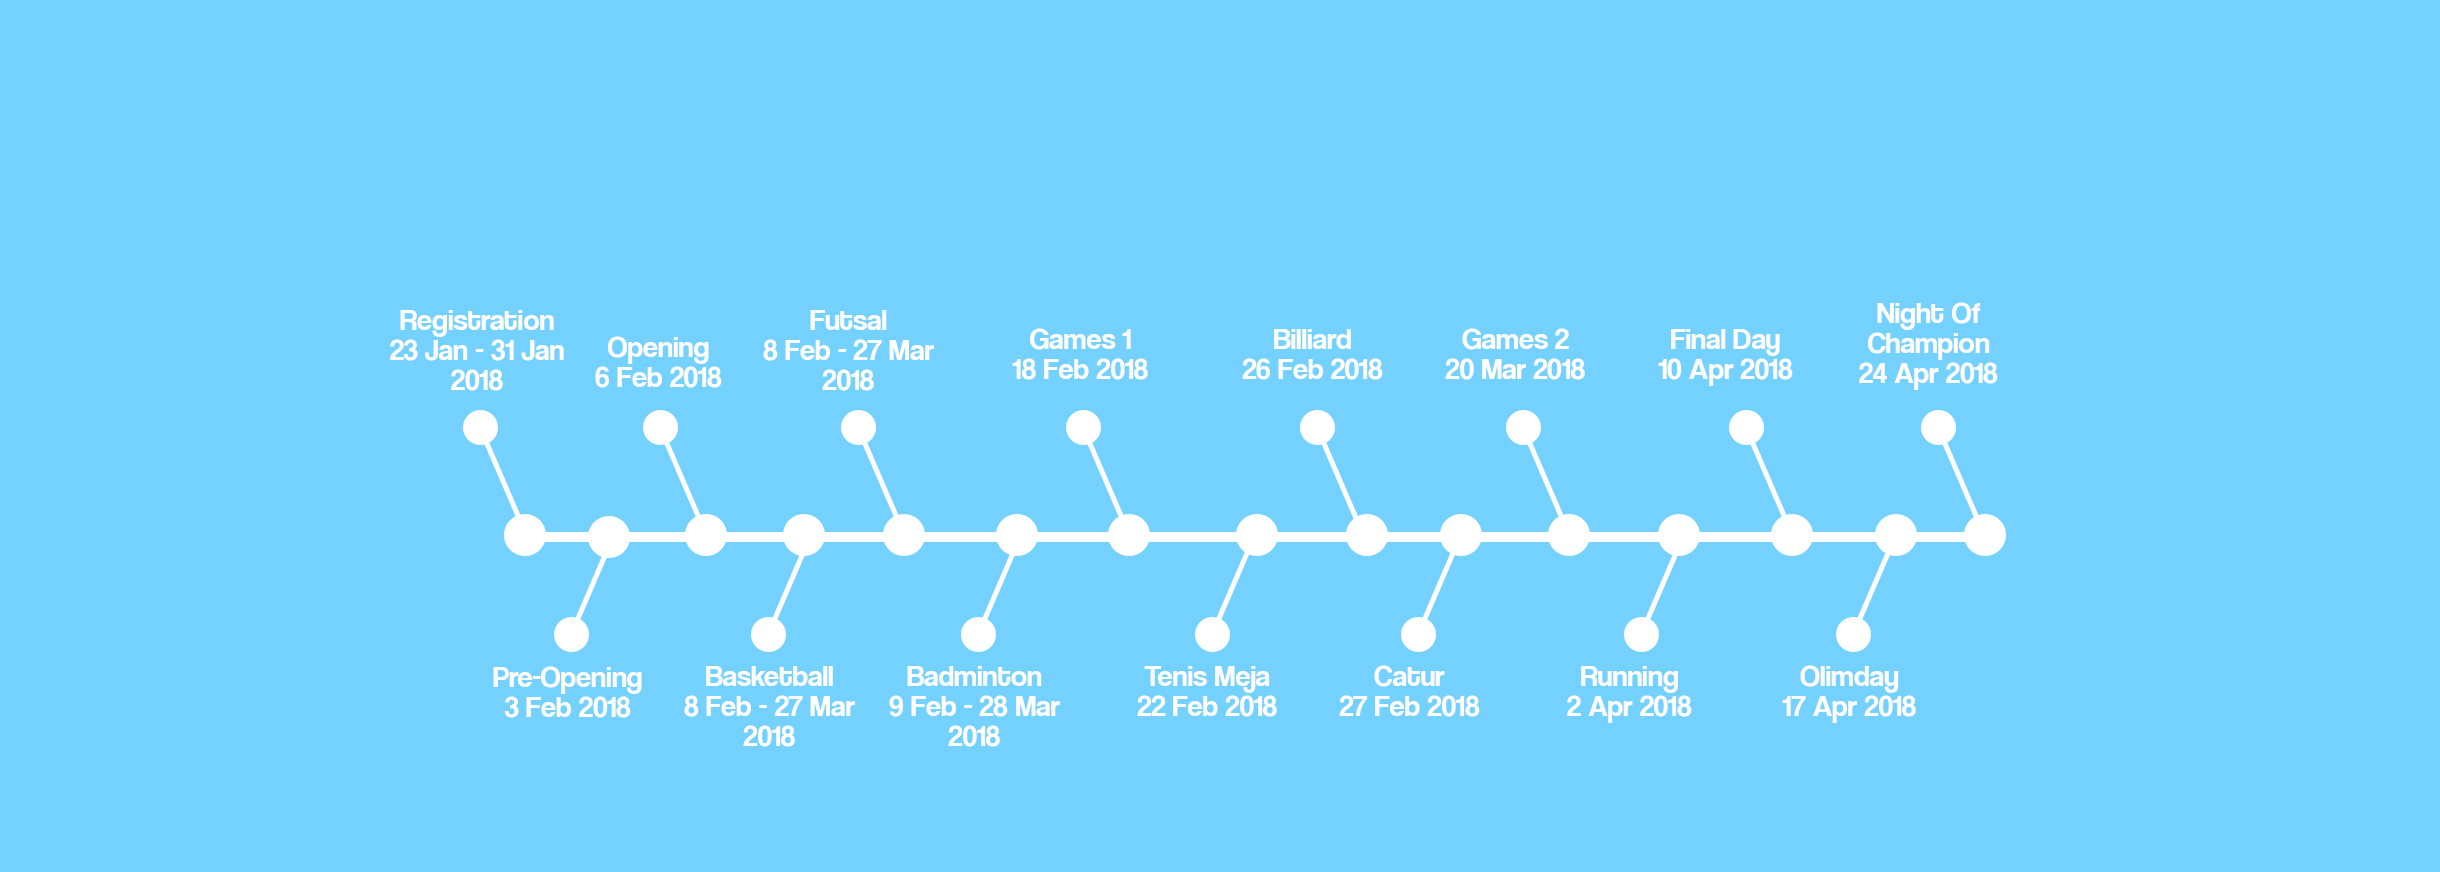 Registration
23 Jan - 31 Jan
2018
Pre-Opening
3 Feb 2018
Opening
6 Feb 2018
Basketball
8 Feb - 27 Mar
2018
Futsal
8 Feb - 27 Mar
2018
Badminton
9 Feb - 28 Mar
2018
Games 1
18 Feb 2018
Tenis Meja
22 Feb 2018
Billiard
26 Feb 2018
Catur
27 Feb 2018
Games 2
20 Mar 2018
Running
2 Apr 2018
Final Day
10 Apr 2018
Olimday
17 Apr 2018
Night Of
Champion
24 Apr 2018